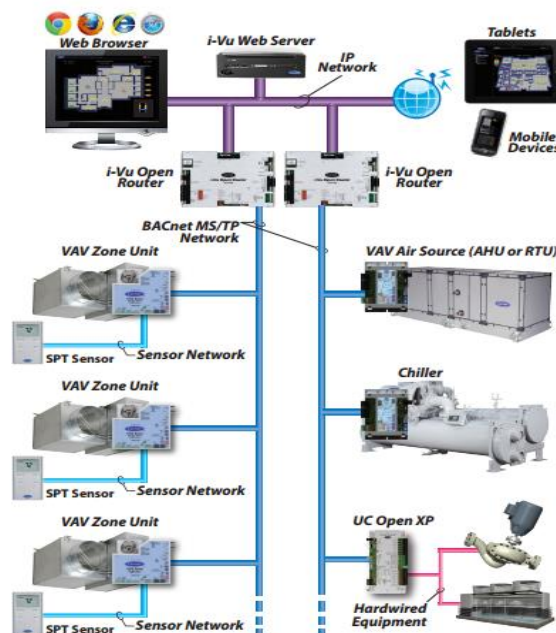 Web Browser
i-Vu Web Server
Tablets
IP
Network
Mobile
Devices
i-Vu Open
Router
i-Vu Open
Router
BACnet MS/TP
Network
VAV Zone Unit
VAV Air Source (AHU or RTU)
SPT Sensor
Sensor Network
Chiller
VAV Zone Unit
SPT Sensor
Sensor Network
VAV Zone Unit
UC Open XP
SPT Sensor
Sensor Network
Hardwired
Equipment